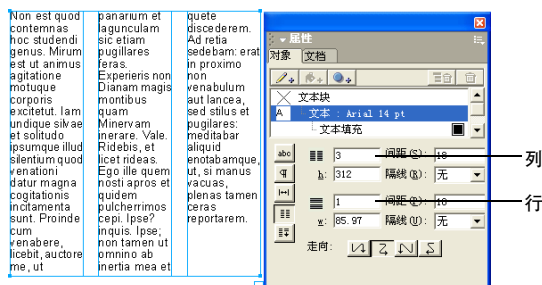 Non est quod
contemnas
hoc studendi
genus. Mirum
est ut animus
agitatione
motuque
corporis
excitetut. Iam
undique silvae
et solitudo
ipsumque illud
silentium quod
venationi
datur magna
cogitationis
incitamenta
sunt. Proinde
cum
venabere,
licebit, auctore
me, ut
panarium et
lagunculam
sic etiam
pugillares
feras.
Experieris non
Dianam magis
montibus
quam
Minervam
inerare. Vale.
Ridebis, et
licet rideas.
Ego ille quem
nosti apros et
quidem
pulcherrimos
cepi. Ipse?
inquis. Ipse;
non tamen ut
omnino ab
inertia mea et
quete
discederem.
Ad retia
sedebam: erat
in proximo
non
venabulum
aut lancea,
sed stilus et
pugilares:
meditabar
aliquid
enotabamque,
ut, si manus
vacuas,
plenas tamen
ceras
reportarem.
属性
对象 文档
文本块
A 文本 : Arial 14 pt
文本填充
abc 3 间距(S): 18
h: 312 隔线(R): 无
1 间距(P): 18
w: 85.97 隔线(U): 无
走向:
列
行